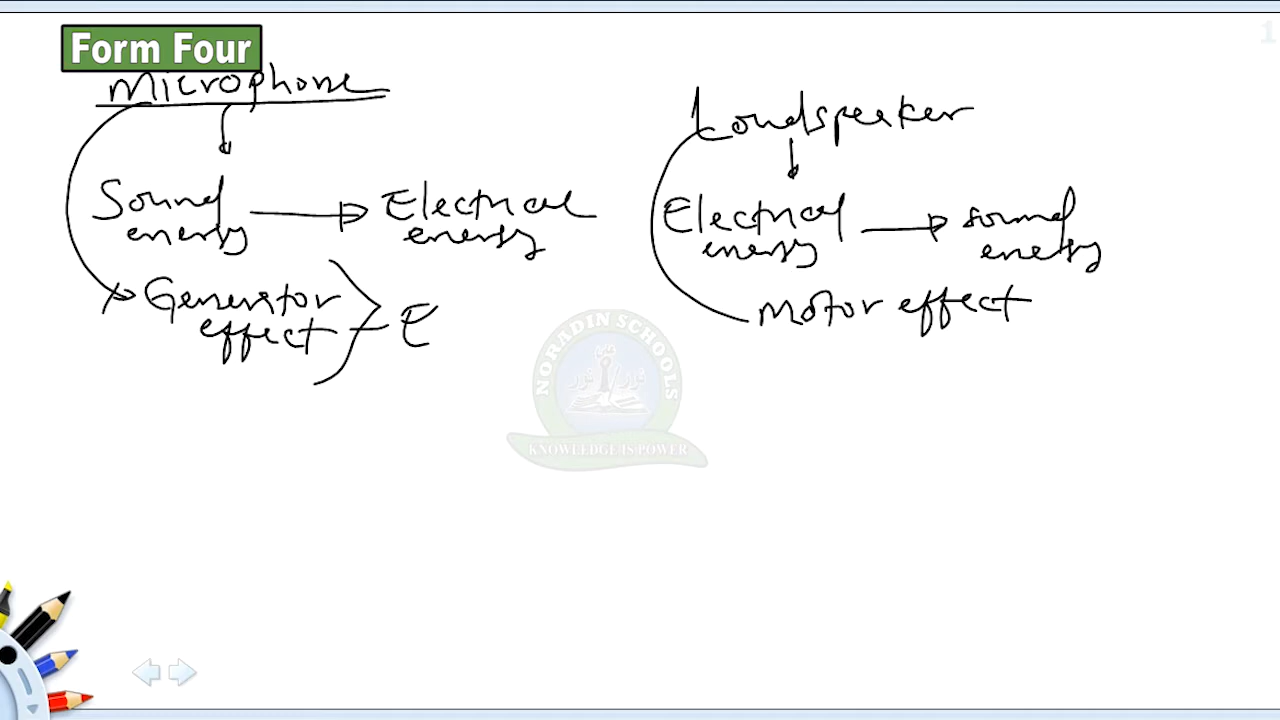 1
Form Four
Microphone
Sound energy → Electrical energy
Generator effect
E
Loudspeaker
Electrical energy → sound energy
Motor effect
NORADIN SCHOOLS
KNOWLEDGE IS POWER